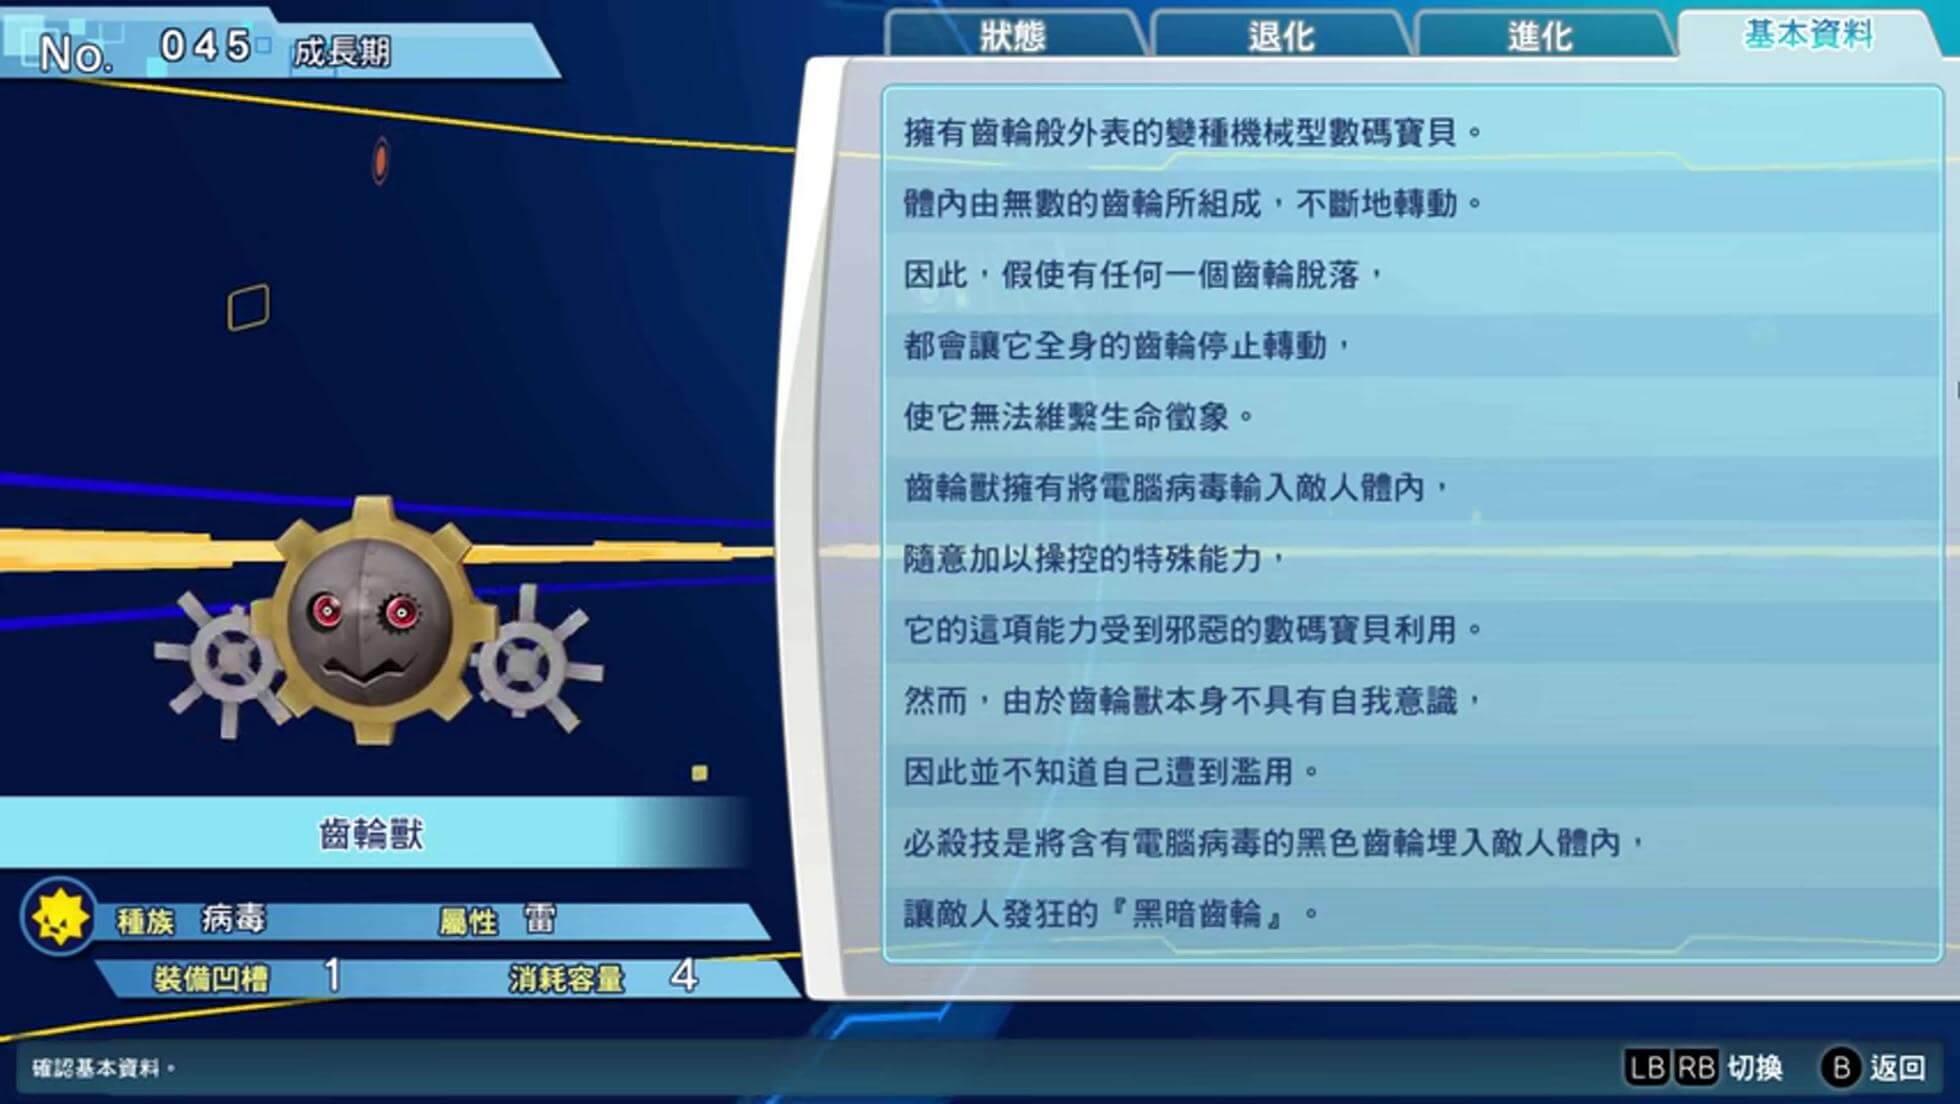 No. 045 成長期
狀態 退化 進化 基本資料
擁有齒輪般外表的變種機械型數碼寶貝。
體內由無數的齒輪所組成，不斷地轉動。
因此，假使有任何一個齒輪脫落，
都會讓它全身的齒輪停止轉動，
使它無法維繫生命徵象。
齒輪獸擁有將電腦病毒輸入敵人體內，
隨意加以操控的特殊能力，
它的這項能力受到邪惡的數碼寶貝利用。
然而，由於齒輪獸本身不具有自我意識，
因此並不知道自己遭到濫用。
必殺技是將含有電腦病毒的黑色齒輪埋入敵人體內，
讓敵人發狂的『黑暗齒輪』。
齒輪獸
種族 病毒 屬性 雷
裝備凹槽 1 消耗容量 4
確認基本資料。
LB RB 切換 B 返回